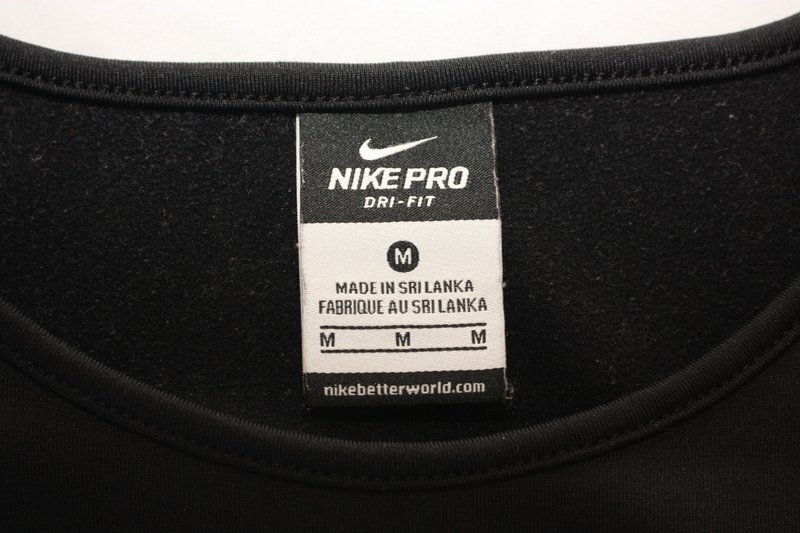 NIKE PRO
DRI-FIT
M
MADE IN SRI LANKA
FABRIQUE AU SRI LANKA
M M M
nikebetterworld.com